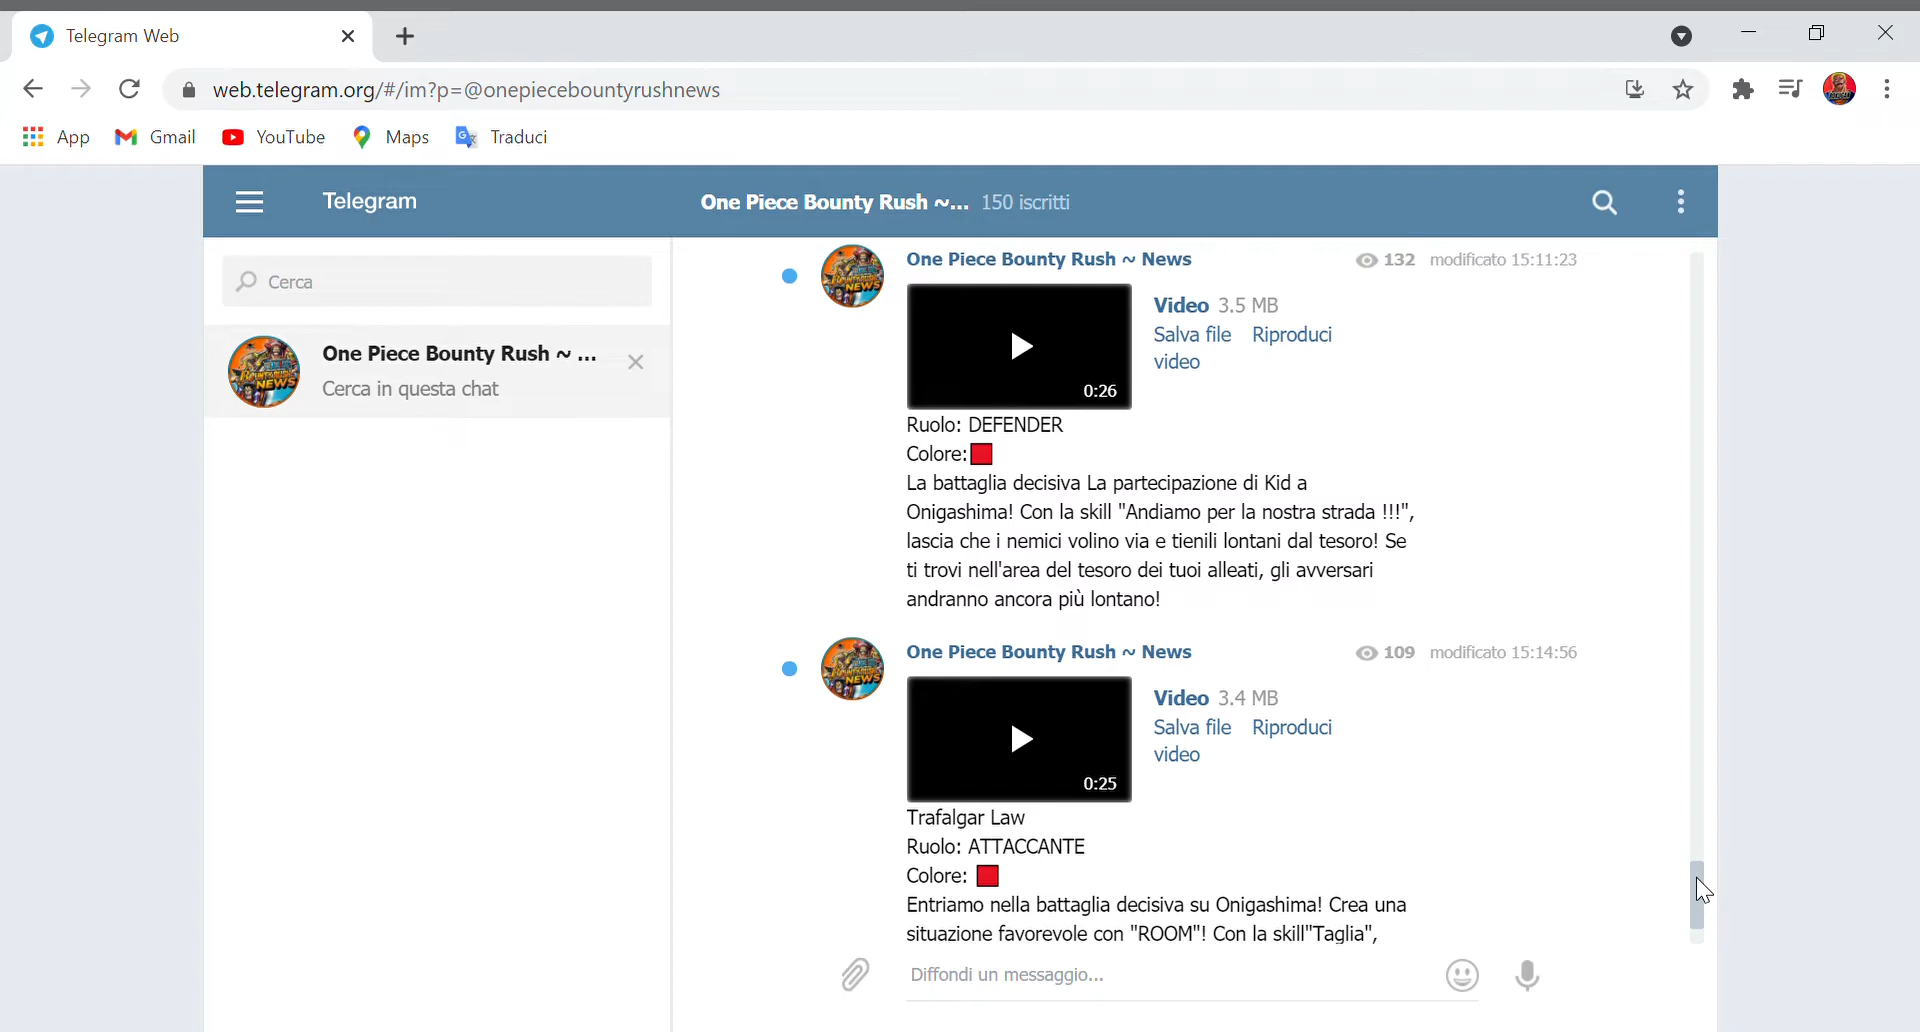 Telegram Web
web.telegram.org/#/im?p=@onepiecebountyrushnews
App Gmail YouTube Maps Traduci
Telegram
One Piece Bounty Rush ~... 150 iscritti
Cerca
One Piece Bounty Rush ~ ...
Cerca in questa chat
One Piece Bounty Rush ~ News 132 modificato 15:11:23
Video 3.5 MB
Salva file Riproduci
video
0:26
Ruolo: DEFENDER
Colore:
La battaglia decisiva La partecipazione di Kid a
Onigashima! Con la skill "Andiamo per la nostra strada !!!",
lascia che i nemici volino via e tienili lontani dal tesoro! Se
ti trovi nell'area del tesoro dei tuoi alleati, gli avversari
andranno ancora più lontano!
One Piece Bounty Rush ~ News 109 modificato 15:14:56
Video 3.4 MB
Salva file Riproduci
video
0:25
Trafalgar Law
Ruolo: ATTACCANTE
Colore:
Entriamo nella battaglia decisiva su Onigashima! Crea una
situazione favorevole con "ROOM"! Con la skill"Taglia",
Diffondi un messaggio...